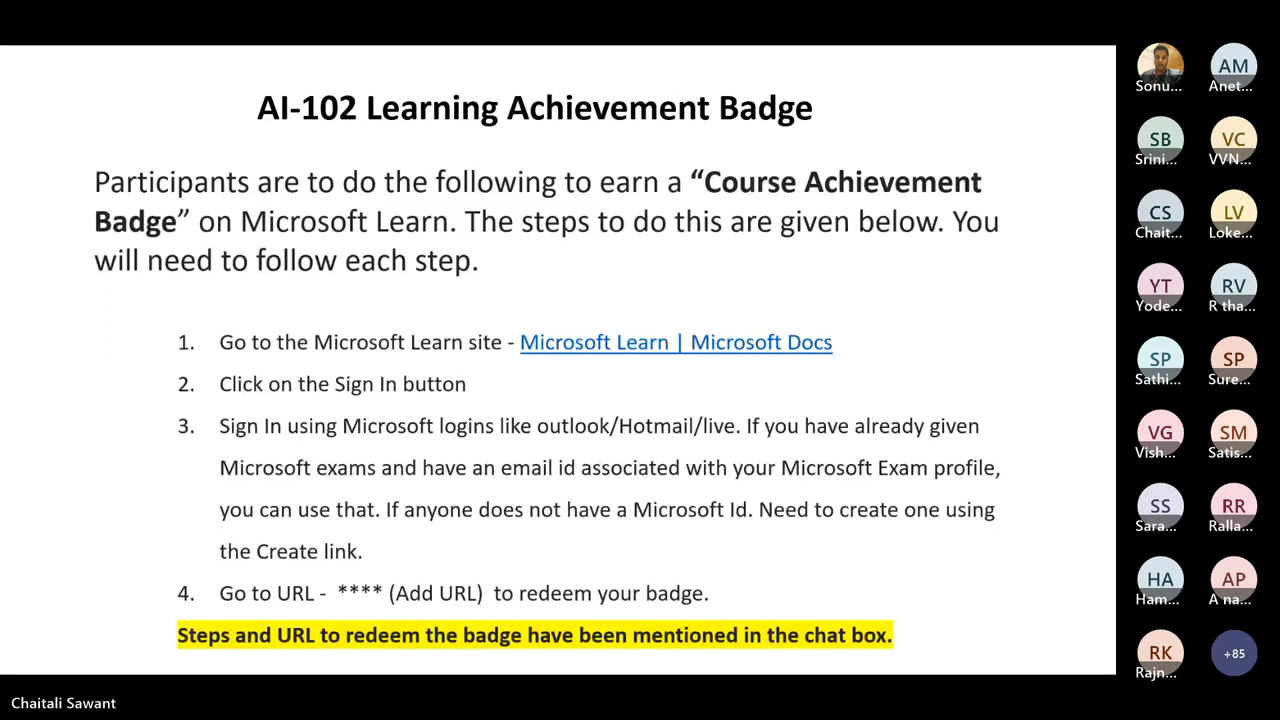 AI-102 Learning Achievement Badge
Participants are to do the following to earn a “Course Achievement
Badge” on Microsoft Learn. The steps to do this are given below. You
will need to follow each step.
1. Go to the Microsoft Learn site - Microsoft Learn | Microsoft Docs
2. Click on the Sign In button
3. Sign In using Microsoft logins like outlook/Hotmail/live. If you have already given
Microsoft exams and have an email id associated with your Microsoft Exam profile,
you can use that. If anyone does not have a Microsoft Id. Need to create one using
the Create link.
4. Go to URL - **** (Add URL) to redeem your badge.
Steps and URL to redeem the badge have been mentioned in the chat box.
Chaitali Sawant
AM
Sonu... Anet...
SB VC
Srini... VVN...
CS LV
Chait... Loke...
YT RV
Yode... R tha...
SP SP
Sathi... Sure...
VG SM
Vish... Satis...
SS RR
Sara... Ralla...
HA AP
Ham... A na...
RK +85
Rajn...